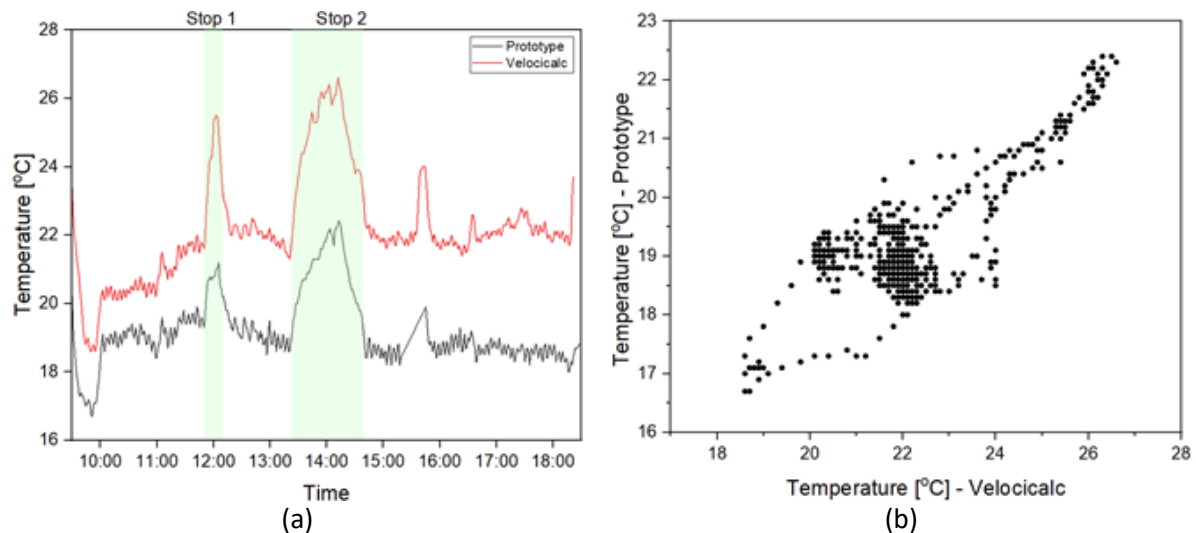 Stop 1 Stop 2
28
26
24
22
20
18
16
Temperature [°C]
Prototype
Velocicalc
10:00 11:00 12:00 13:00 14:00 15:00 16:00 17:00 18:00
Time
(a)
23
22
21
20
19
18
17
16
Temperature [°C] - Prototype
18 20 22 24 26 28
Temperature [°C] - Velocicalc
(b)